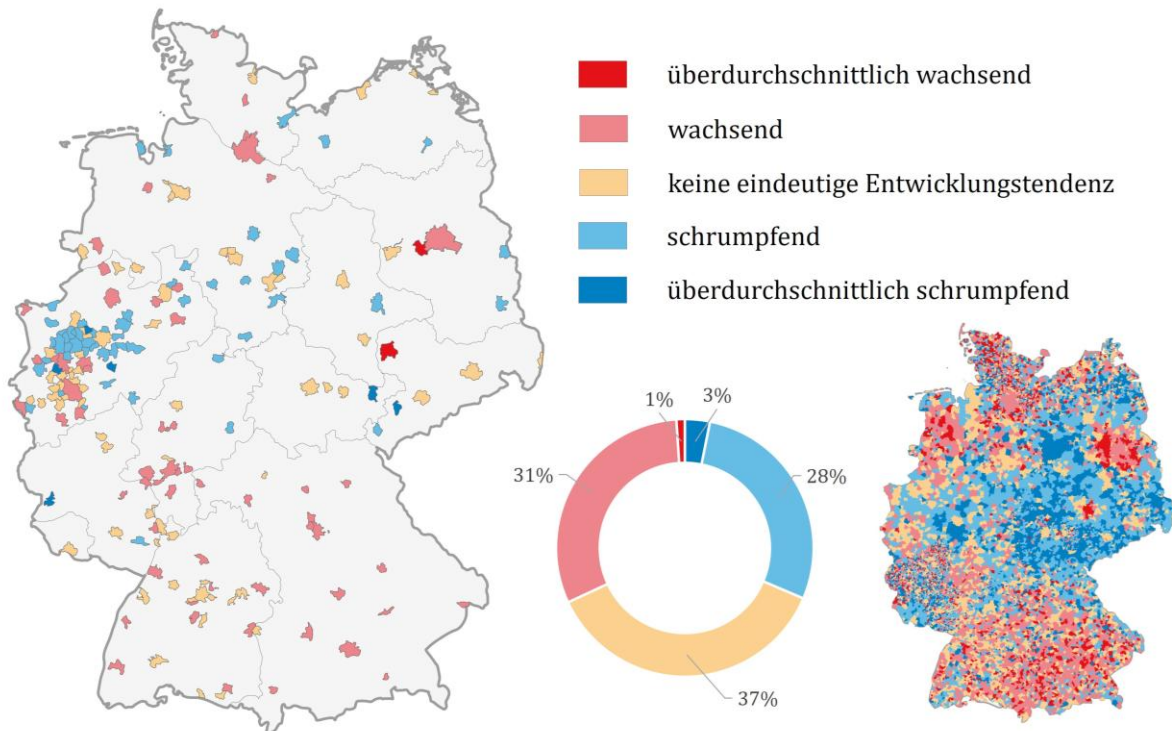 überdurchschnittlich wachsend
wachsend
keine eindeutige Entwicklungstendenz
schrumpfend
überdurchschnittlich schrumpfend
1%
3%
31%
28%
37%